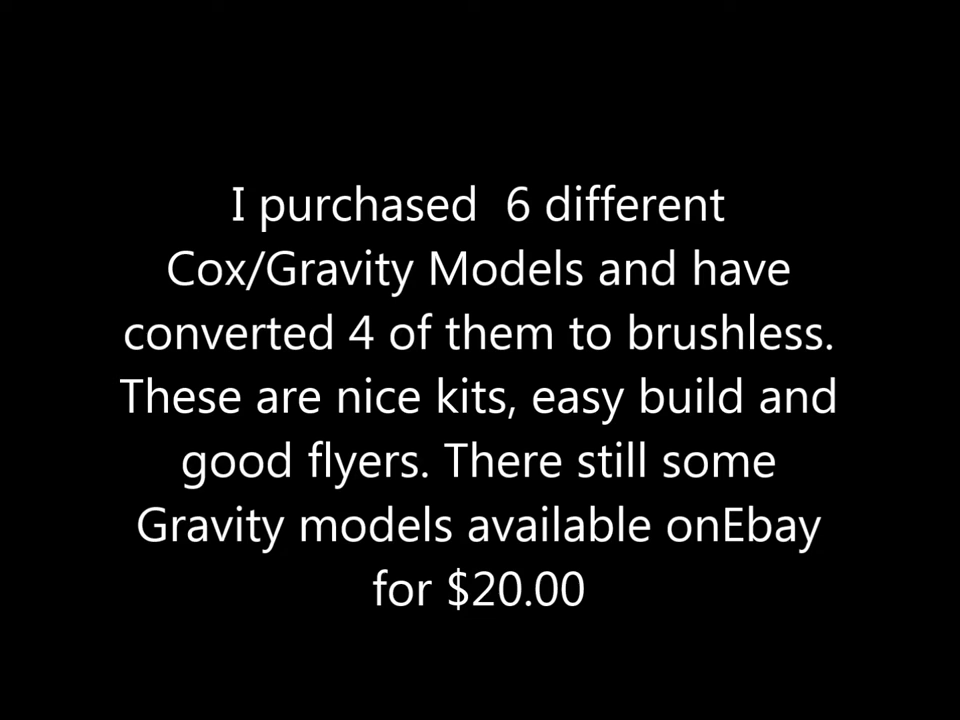 I purchased  6 different
Cox/Gravity Models and have
converted 4 of them to brushless.
These are nice kits, easy build and
good flyers. There still some
Gravity models available onEbay
for $20.00